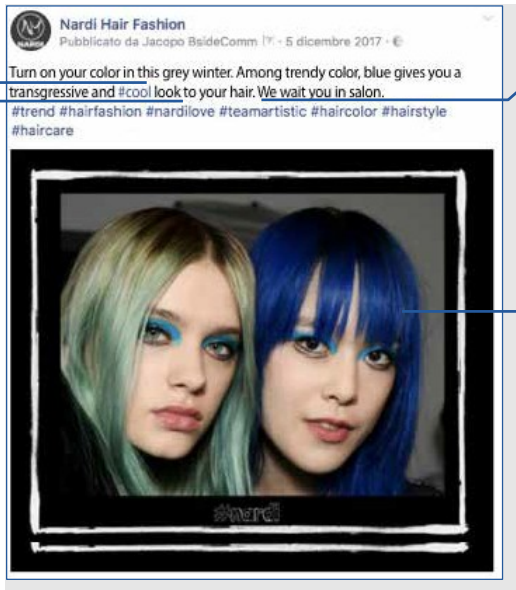 Nardi Hair Fashion
Pubblicato da Jacopo BsideComm · 5 dicembre 2017 ·
Turn on your color in this grey winter. Among trendy color, blue gives you a
transgressive and #cool look to your hair. We wait you in salon.
#trend #hairfashion #nardilove #teamartistic #haircolor #hairstyle
#haircare
#nardi
NARDI